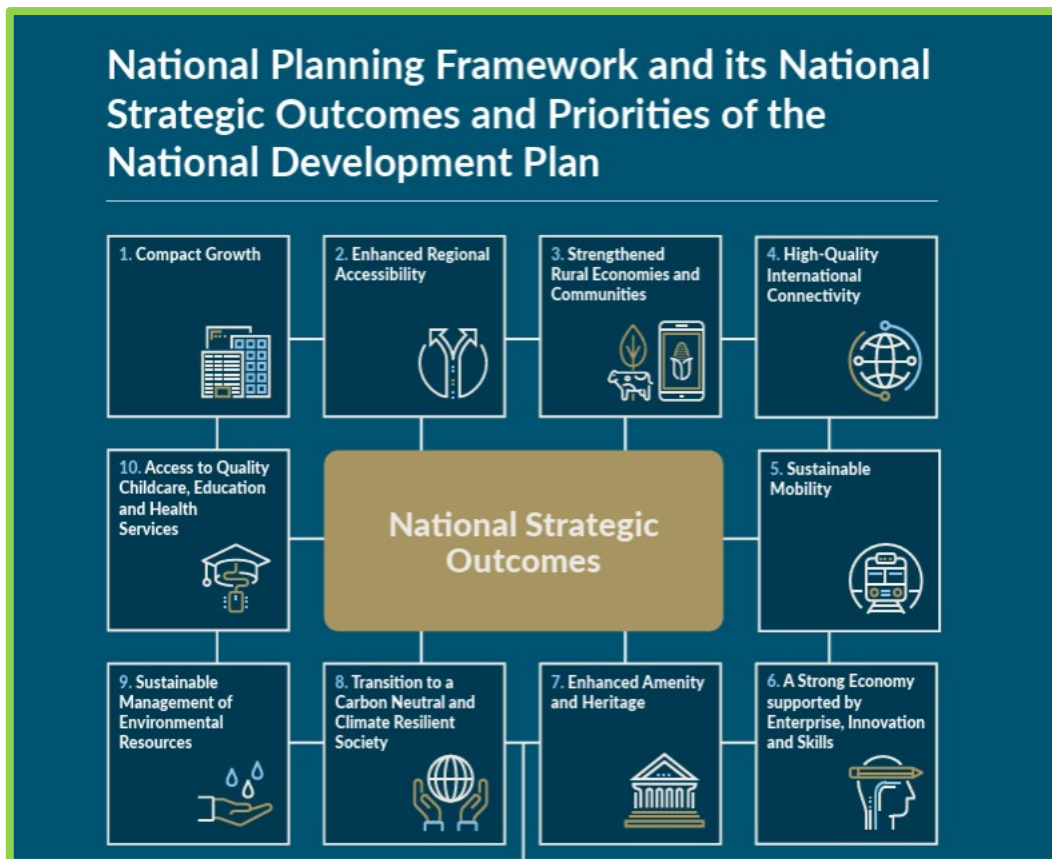 National Planning Framework and its National
Strategic Outcomes and Priorities of the
National Development Plan
1. Compact Growth
2. Enhanced Regional
Accessibility
3. Strengthened
Rural Economies and
Communities
4. High-Quality
International
Connectivity
10. Access to Quality
Childcare, Education
and Health
Services
National Strategic
Outcomes
5. Sustainable
Mobility
9. Sustainable
Management of
Environmental
Resources
8. Transition to a
Carbon Neutral and
Climate Resilient
Society
7. Enhanced Amenity
and Heritage
6. A Strong Economy
supported by
Enterprise, Innovation
and Skills